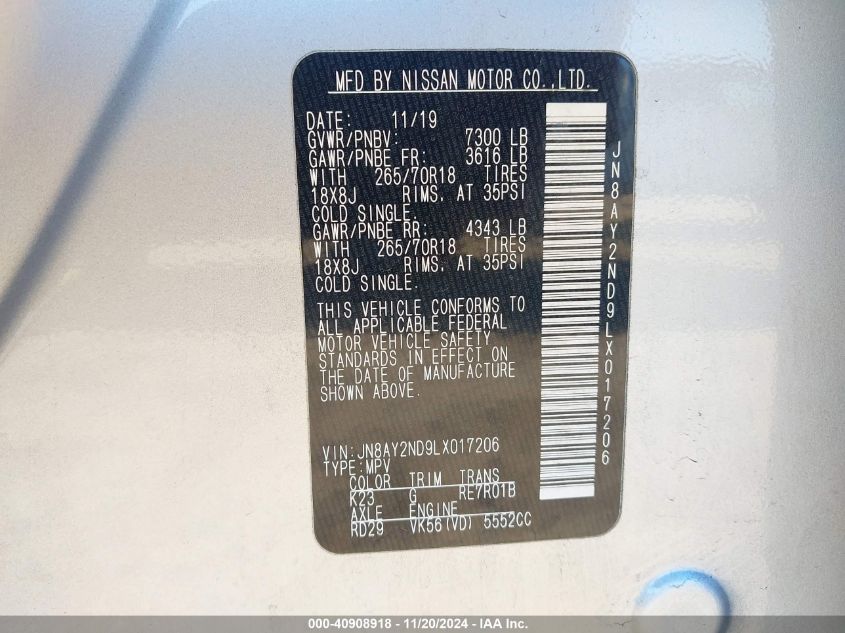 MFD BY NISSAN MOTOR CO.,LTD.
DATE: 11/19
GVWR/PNBV: 7300 LB
GAWR/PNBE FR: 3616 LB
WITH 265/70R18 TIRES
18X8J RIMS, AT 35PSI
COLD SINGLE.
GAWR/PNBE RR: 4343 LB
WITH 265/70R18 TIRES
18X8J RIMS, AT 35PSI
COLD SINGLE.
THIS VEHICLE CONFORMS TO
ALL APPLICABLE FEDERAL
MOTOR VEHICLE SAFETY
STANDARDS IN EFFECT ON
THE DATE OF MANUFACTURE
SHOWN ABOVE.
VIN:JN8AY2ND9LX017206
TYPE:MPV
COLOR TRIM TRANS
K23 G RE7R01B
AXLE ENGINE
RD29 VK56(VD) 5552CC
JN8AY2ND9LX017206
000-40908918 - 11/20/2024 - IAA Inc.